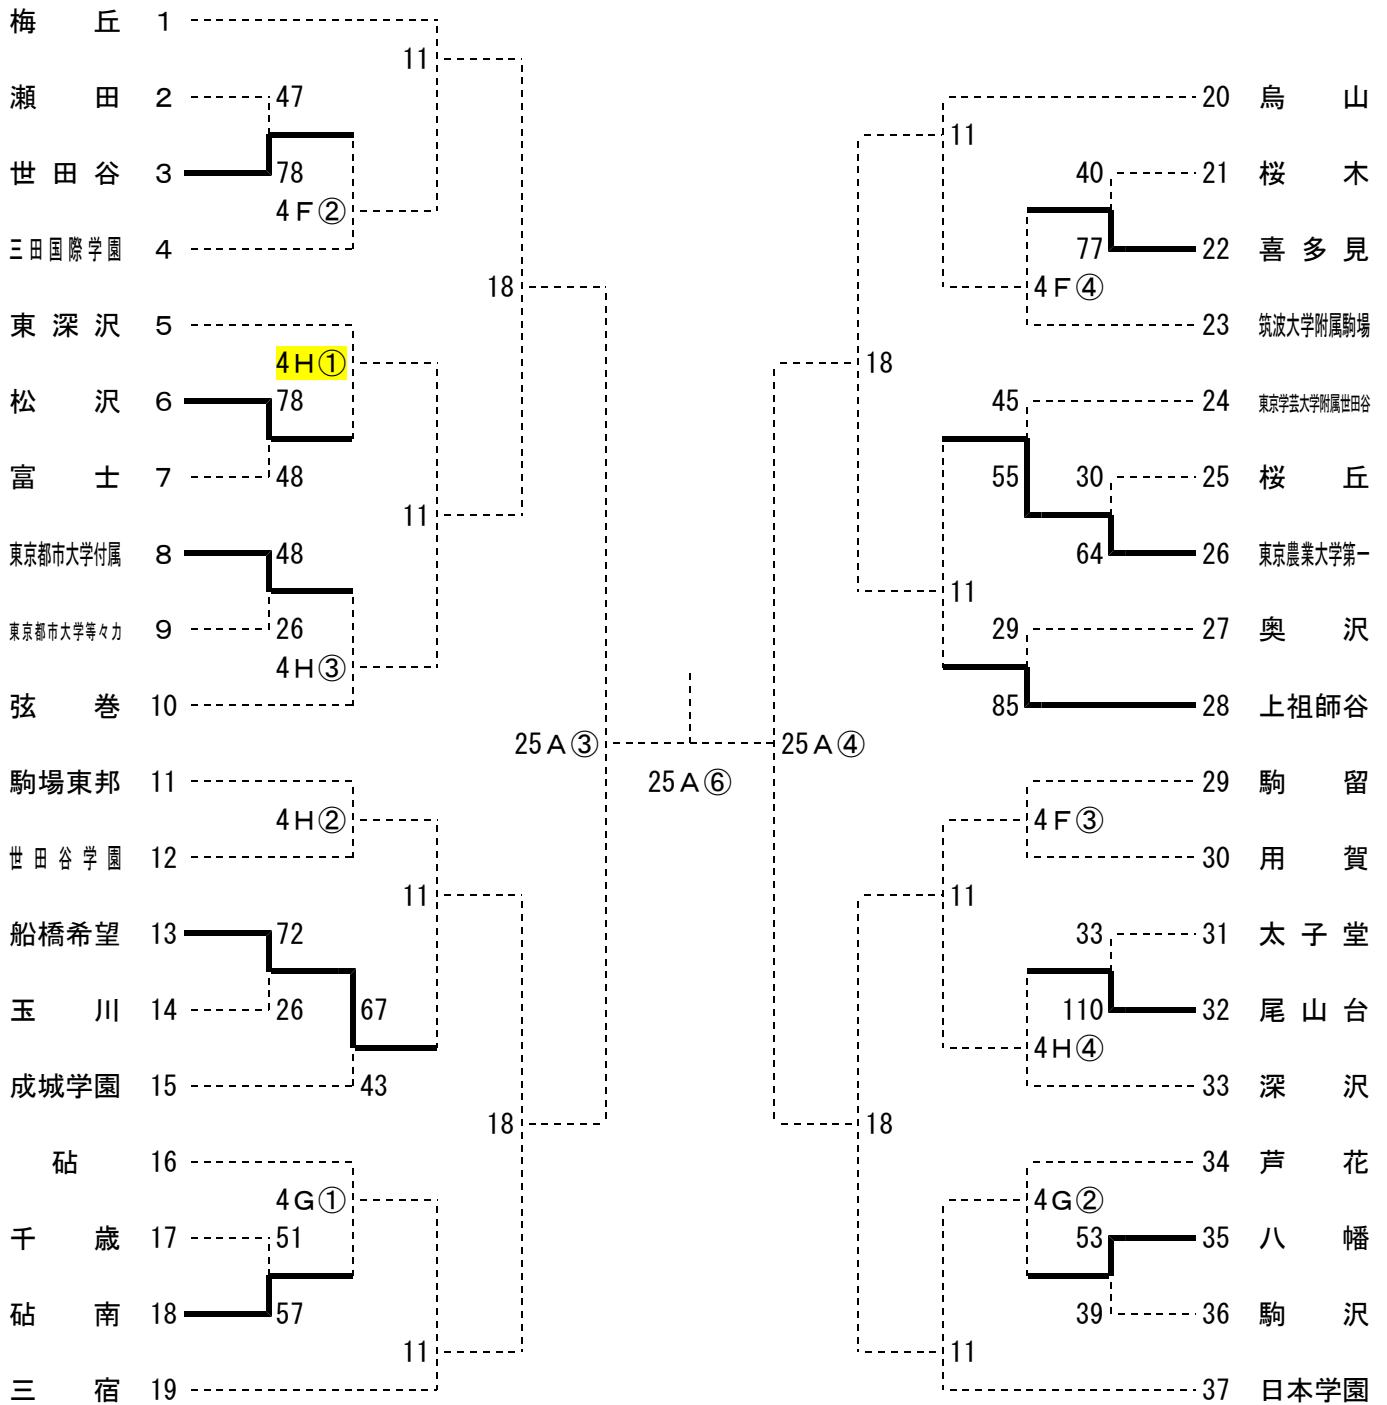 梅丘 1
11
瀬田 2 47
世田谷 3 78
4F②
三田国際学園 4
18
東深沢 5
4H①
松沢 6 78
富士 7 48
11
東京都市大学付属 8 48
東京都市大学等々力 9 26
4H③
弦巻 10
25A③
駒場東邦 11
4H②
世田谷学園 12
11
船橋希望 13 72
玉川 14 26 67
成城学園 15 43
18
砧 16
4G①
千歳 17 51
砧南 18 57
11
三宿 19
25A⑥
20 烏山
11
40 21 桜木
77 22 喜多見
4F④
23 筑波大学附属駒場
18
45 24 東京学芸大学附属世田谷
55 30 25 桜丘
64 26 東京農業大学第一
11
29 27 奥沢
85 28 上祖師谷
25A④
29 駒留
4F③
30 用賀
11
33 31 太子堂
110 32 尾山台
4H④
33 深沢
18
34 芦花
4G②
53 35 八幡
39 36 駒沢
11
37 日本学園